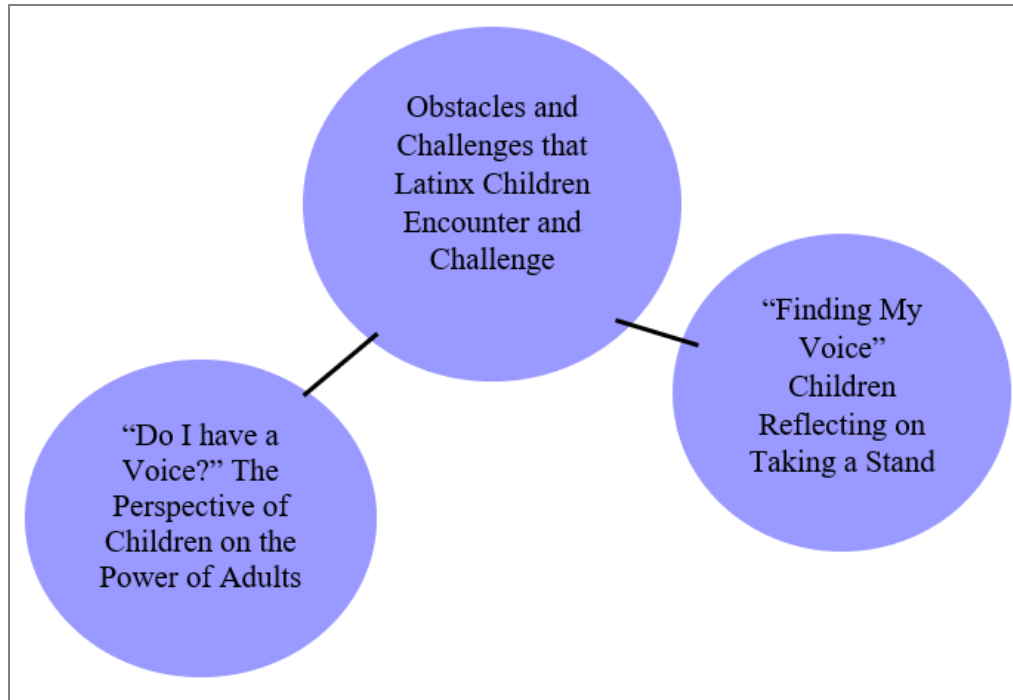 Obstacles and
Challenges that
Latinx Children
Encounter and
Challenge
“Finding My
Voice”
Children
Reflecting on
Taking a Stand
“Do I have a
Voice?” The
Perspective of
Children on the
Power of Adults